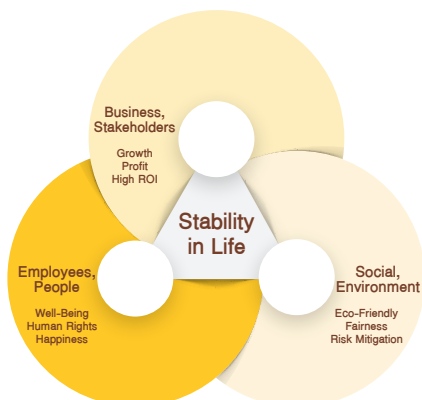 Business,
Stakeholders
Growth
Profit
High ROI
Stability
in Life
Employees,
People
Well-Being
Human Rights
Happiness
Social,
Environment
Eco-Friendly
Fairness
Risk Mitigation